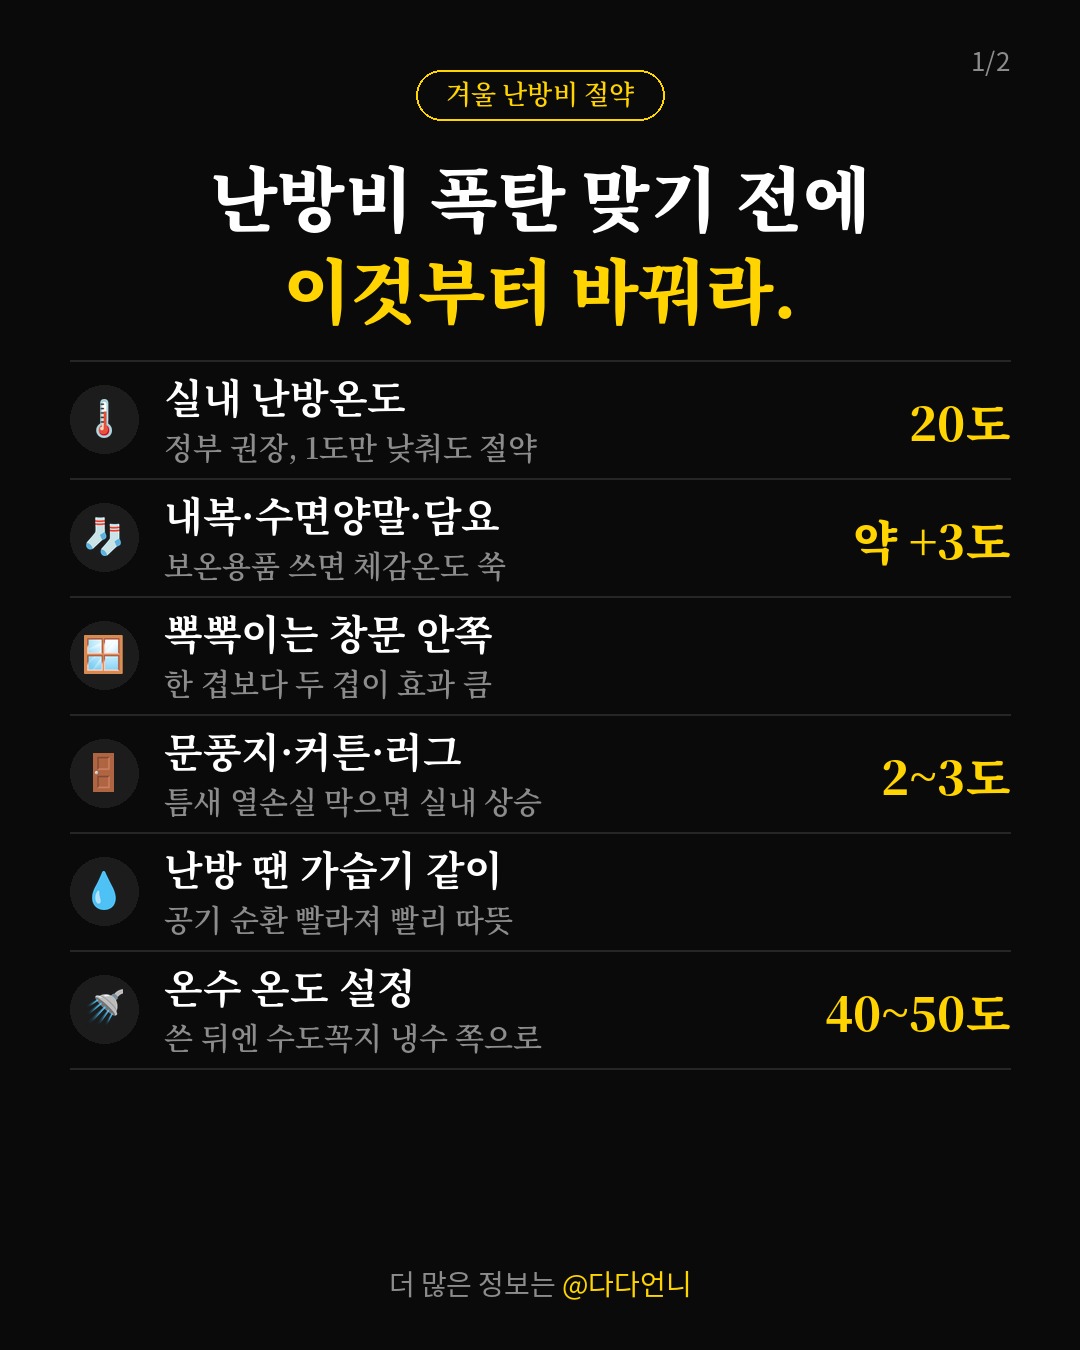 1/2
겨울 난방비 절약
난방비 폭탄 맞기 전에
이것부터 바꿔라.
실내 난방온도
정부 권장, 1도만 낮춰도 절약
20도
내복·수면양말·담요
보온용품 쓰면 체감온도 쑥
약 +3도
뽁뽁이는 창문 안쪽
한 겹보다 두 겹이 효과 큼
문풍지·커튼·러그
틈새 열손실 막으면 실내 상승
2~3도
난방 땐 가습기 같이
공기 순환 빨라져 빨리 따뜻
온수 온도 설정
쓴 뒤엔 수도꼭지 냉수 쪽으로
40~50도
더 많은 정보는 @다다언니